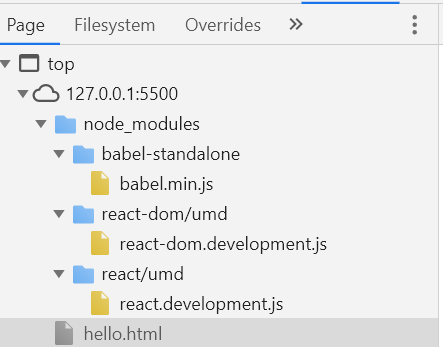 Page Filesystem Overrides
top
127.0.0.1:5500
node_modules
babel-standalone
babel.min.js
react-dom/umd
react-dom.development.js
react/umd
react.development.js
hello.html